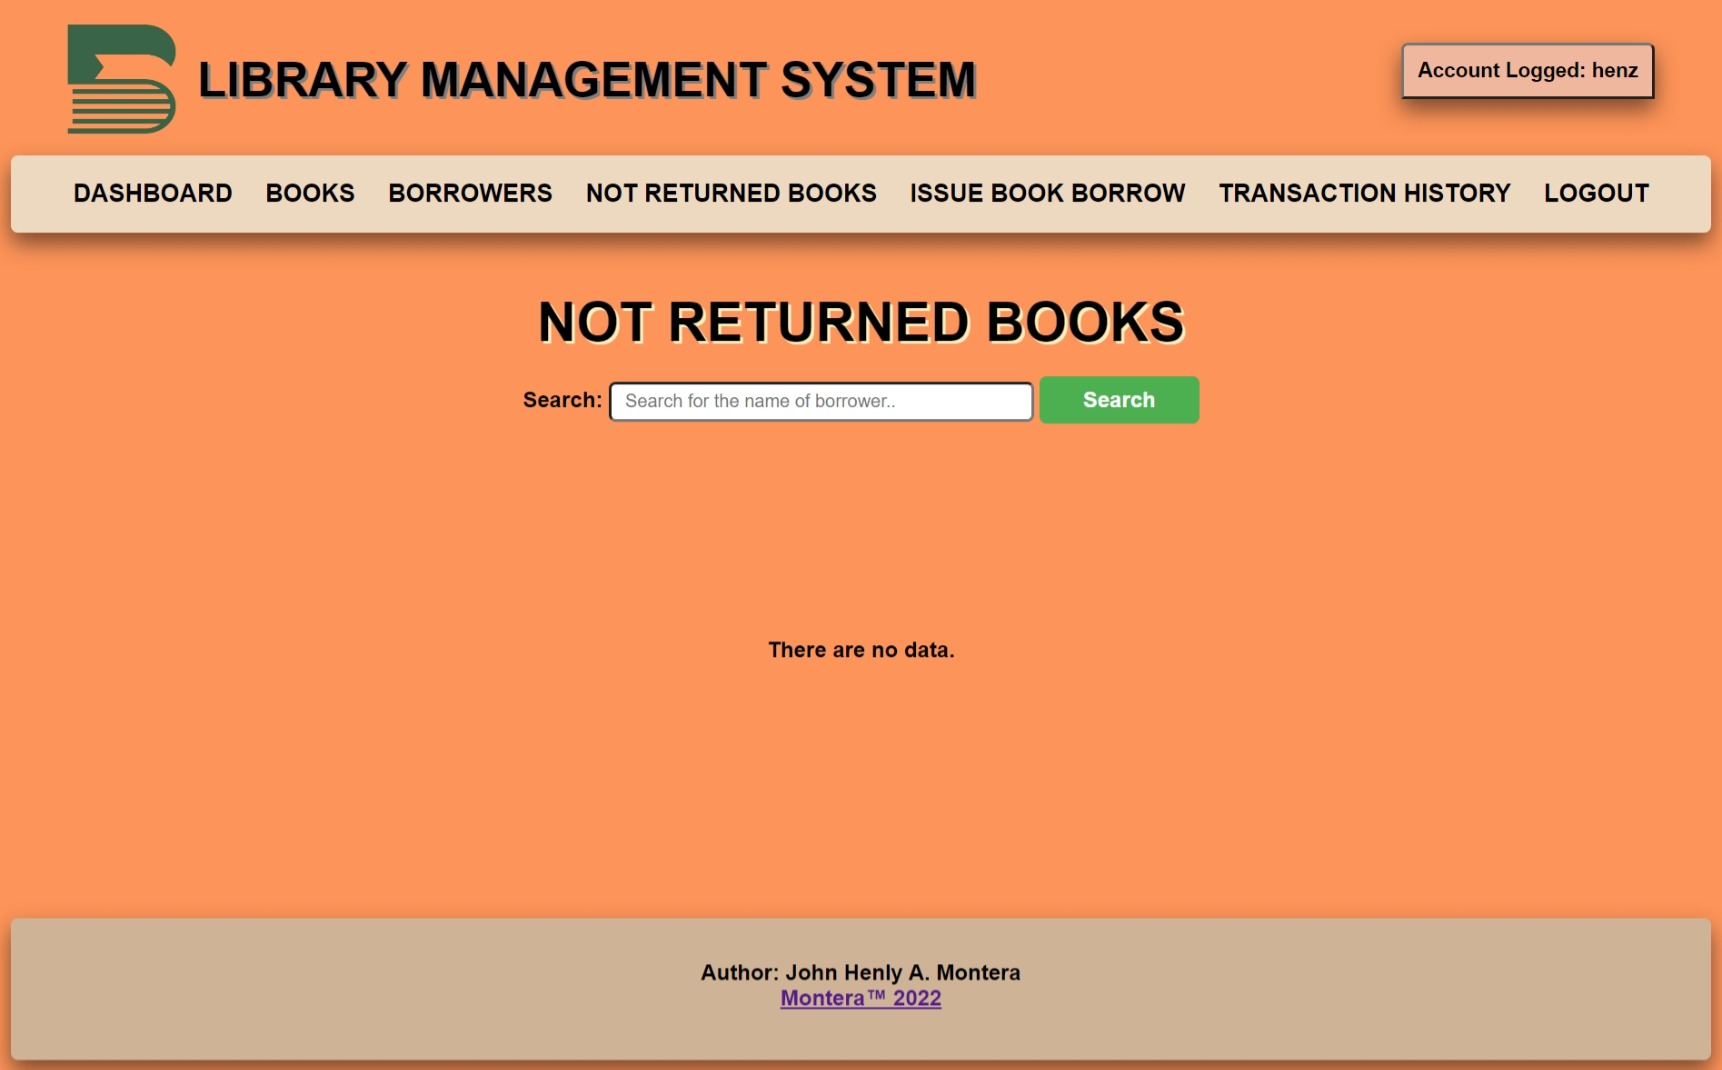 LIBRARY MANAGEMENT SYSTEM
Account Logged: henz
DASHBOARD BOOKS BORROWERS NOT RETURNED BOOKS ISSUE BOOK BORROW TRANSACTION HISTORY LOGOUT
NOT RETURNED BOOKS
Search: Search for the name of borrower.. Search
There are no data.
Author: John Henly A. Montera
Montera™ 2022